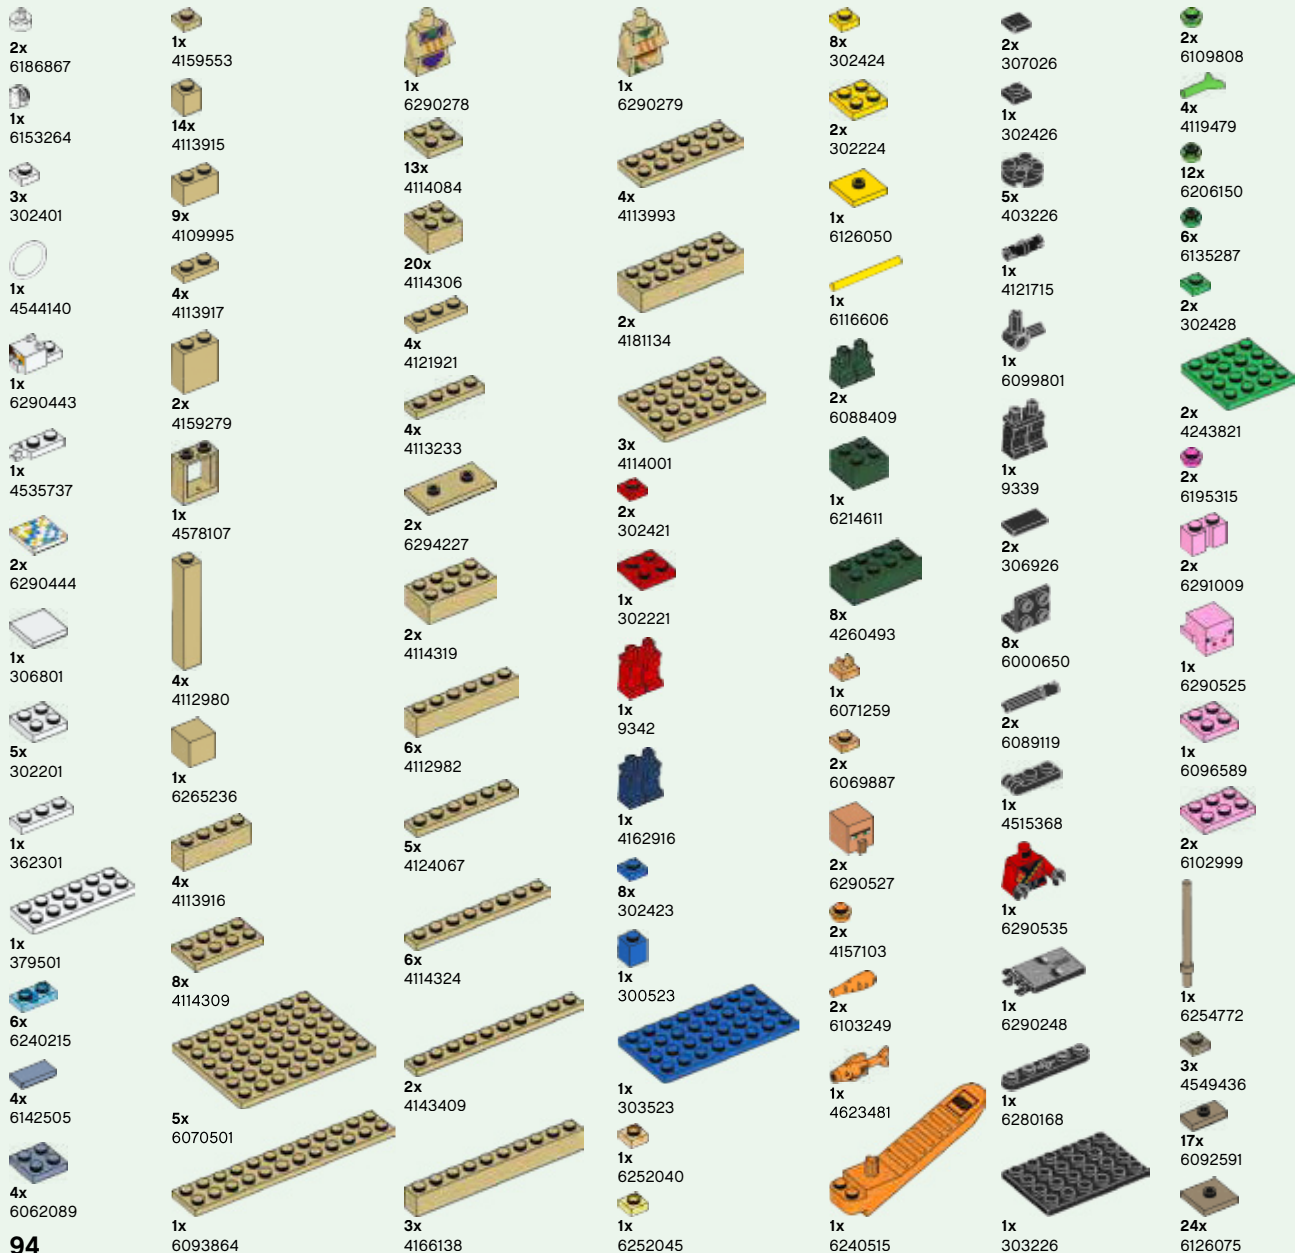 2x
6186867
1x
6153264
3x
302401
1x
4544140
1x
6290443
1x
4535737
2x
6290444
1x
306801
5x
302201
1x
362301
1x
379501
6x
6240215
4x
6142505
4x
6062089
94
1x
4159553
14x
4113915
9x
4109995
4x
4113917
2x
4159279
1x
4578107
4x
4112980
1x
6265236
4x
4113916
8x
4114309
5x
6070501
1x
6093864
1x
6290278
13x
4114084
20x
4114306
4x
4121921
4x
4113233
2x
6294227
2x
4114319
6x
4112982
5x
4124067
6x
4114324
2x
4143409
3x
4166138
1x
6290279
4x
4113993
2x
4181134
3x
4114001
2x
302421
1x
302221
1x
9342
1x
4162916
8x
302423
1x
300523
1x
303523
1x
6252040
1x
6252045
8x
302424
2x
302224
1x
6126050
1x
6116606
2x
6088409
1x
6214611
8x
4260493
1x
6071259
2x
6069887
2x
6290527
2x
4157103
2x
6103249
1x
4623481
1x
6240515
2x
307026
1x
302426
5x
403226
1x
4121715
1x
6099801
1x
9339
2x
306926
8x
6000650
2x
6089119
1x
4515368
1x
6290535
1x
6290248
1x
6280168
1x
303226
2x
6109808
4x
4119479
12x
6206150
6x
6135287
2x
302428
2x
4243821
2x
6195315
2x
6291009
1x
6290525
1x
6096589
2x
6102999
1x
6254772
3x
4549436
17x
6092591
24x
6126075